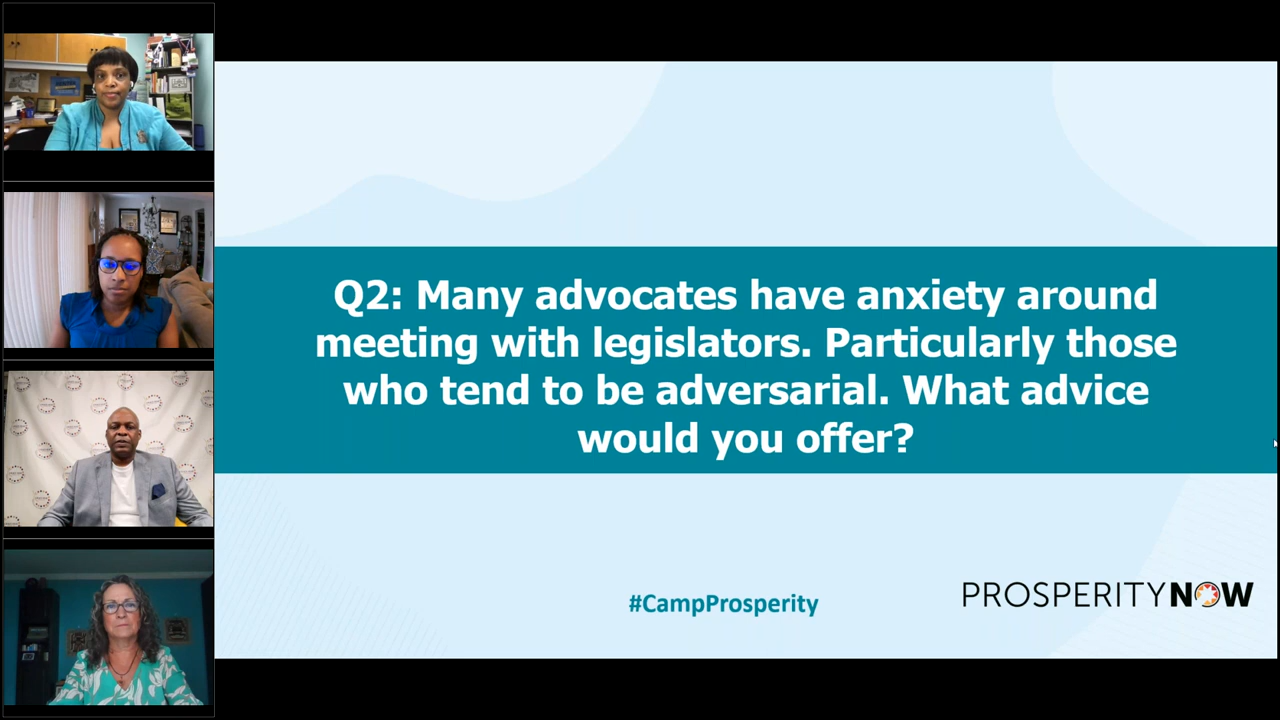 Q2: Many advocates have anxiety around
meeting with legislators. Particularly those
who tend to be adversarial. What advice
would you offer?
#CampProsperity
PROSPERITY NOW